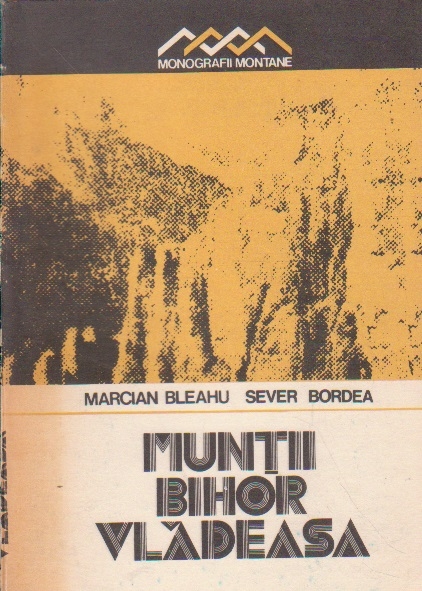 MONOGRAFII MONTANE
MARCIAN BLEAHU SEVER BORDEA
MUNȚII
BIHOR
VLĂDEASA